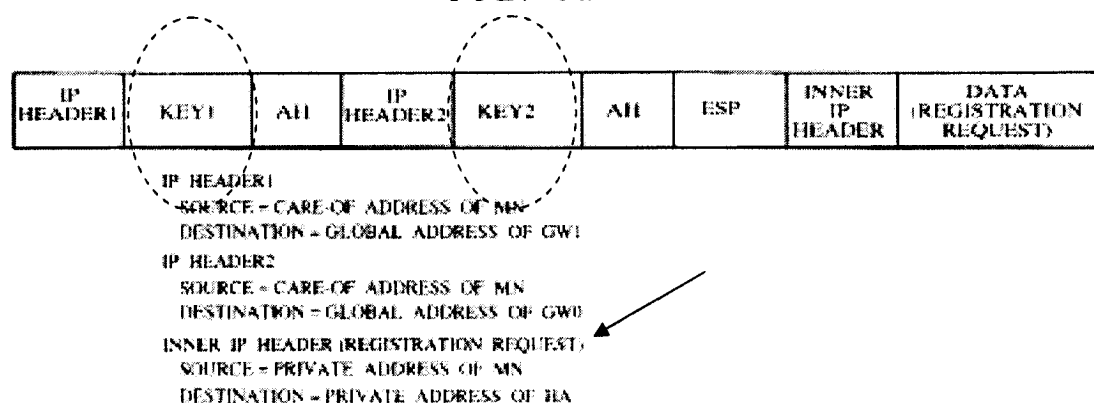 IP HEADER1
KEY1
AH
IP HEADER2
KEY2
AH
ESP
INNER IP HEADER
DATA (REGISTRATION REQUEST)
IP HEADER1
SOURCE = CARE-OF ADDRESS OF MN
DESTINATION = GLOBAL ADDRESS OF GW1
IP HEADER2
SOURCE = CARE-OF ADDRESS OF MN
DESTINATION = GLOBAL ADDRESS OF GW0
INNER IP HEADER (REGISTRATION REQUEST)
SOURCE = PRIVATE ADDRESS OF MN
DESTINATION = PRIVATE ADDRESS OF HA